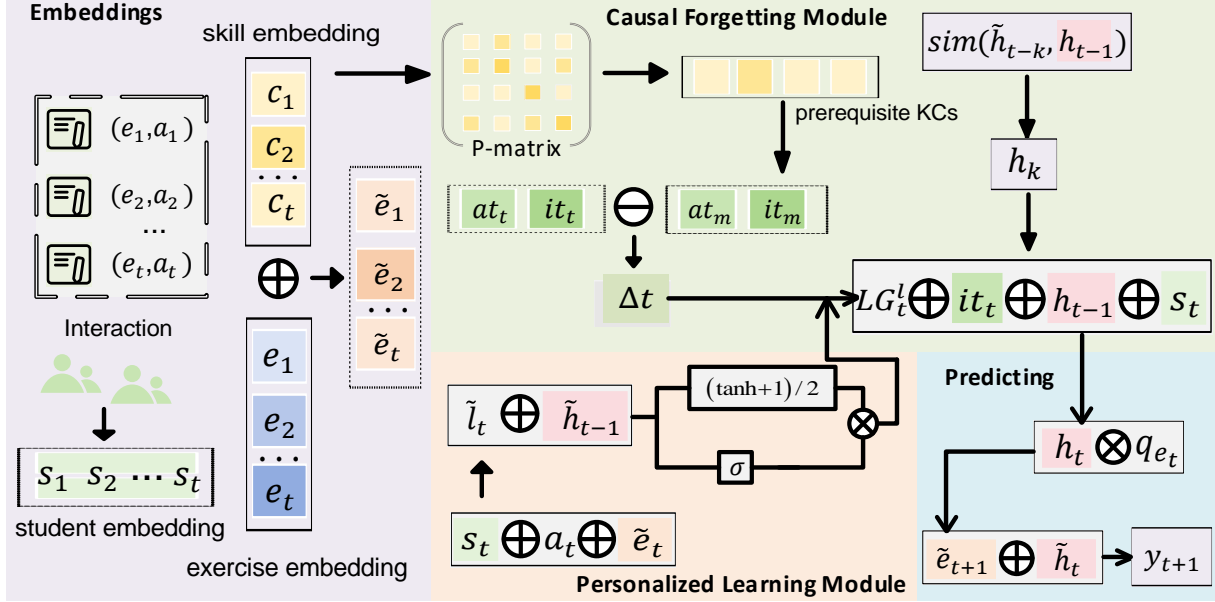 Embeddings
skill embedding
(e₁,a₁)
(e₂,a₂)
...
(eₜ,aₜ)
Interaction
s₁ s₂ ⋯ sₜ
student embedding
c₁
c₂
...
cₜ
⊕
e₁
e₂
...
eₜ
exercise embedding
ẽ₁
ẽ₂
...
ẽₜ
Causal Forgetting Module
P-matrix
prerequisite KCs
atₜ itₜ ⊖ atₘ itₘ
Δt
sim(h̃ₜ₋ₖ, hₜ₋₁)
hₖ
LGₜˡ ⊕ itₜ ⊕ hₜ₋₁ ⊕ sₜ
l̃ₜ ⊕ h̃ₜ₋₁
(tanh+1)/2
σ
⊗
sₜ ⊕ aₜ ⊕ ẽₜ
Personalized Learning Module
Predicting
hₜ ⊗ q_{eₜ}
ẽₜ₊₁ ⊕ h̃ₜ
yₜ₊₁